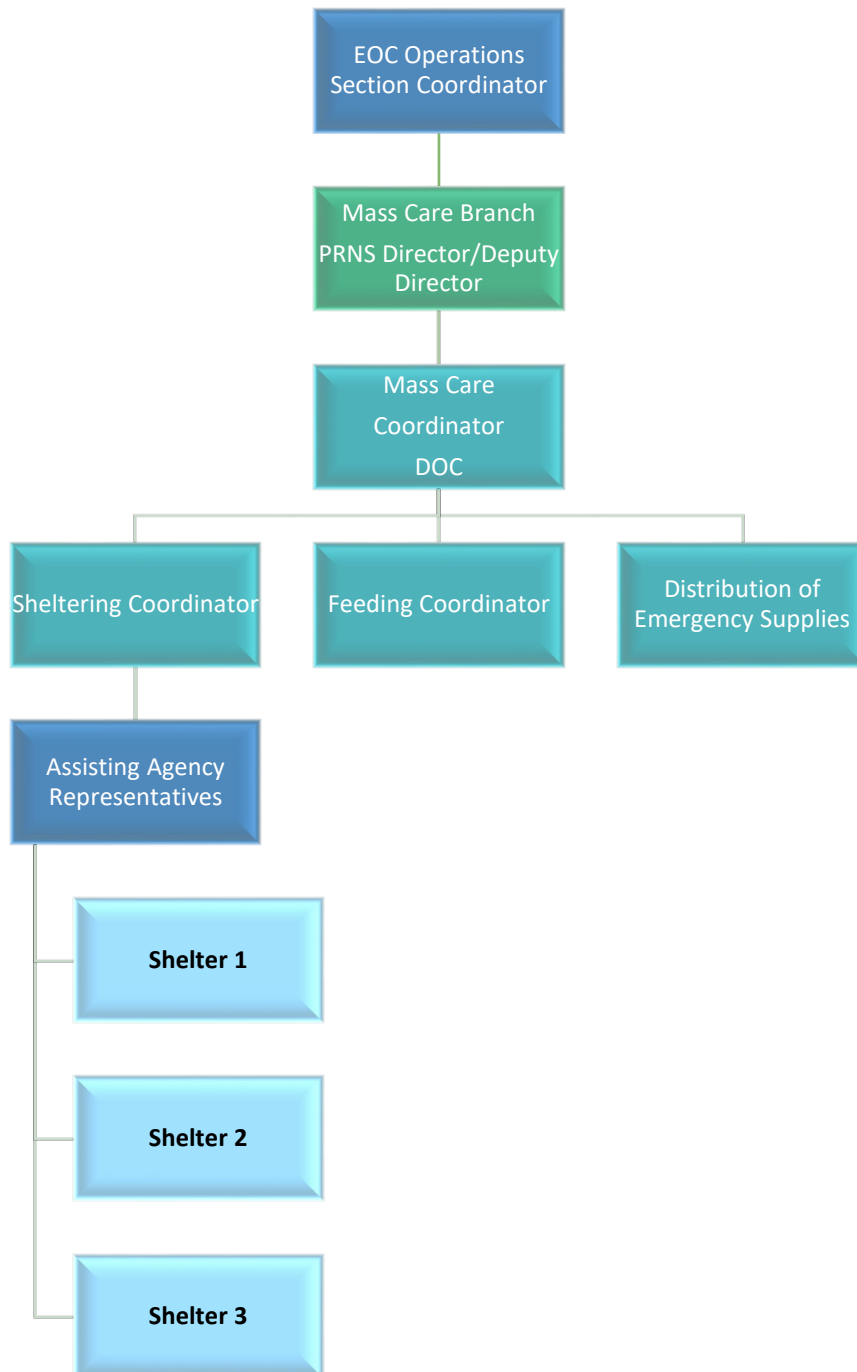 EOC Operations
Section Coordinator
Mass Care Branch
PRNS Director/Deputy
Director
Mass Care
Coordinator
DOC
Sheltering Coordinator
Feeding Coordinator
Distribution of
Emergency Supplies
Assisting Agency
Representatives
Shelter 1
Shelter 2
Shelter 3